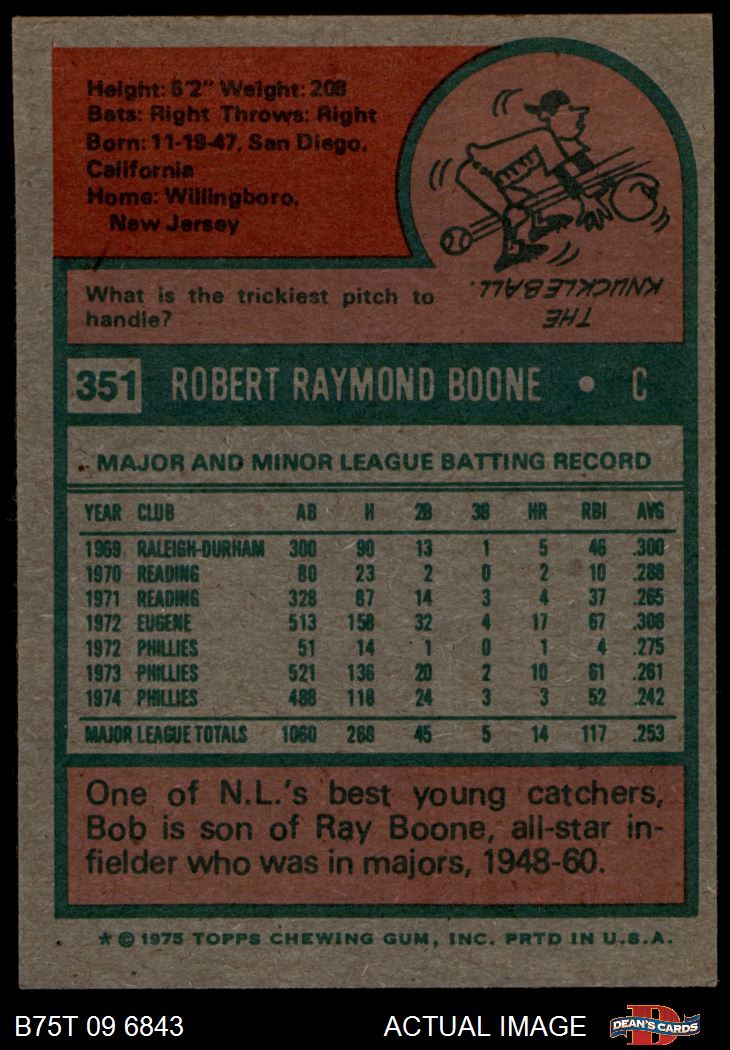 Height: 6'2" Weight: 208
Bats: Right Throws: Right
Born: 11-19-47, San Diego,
California
Home: Willingboro,
New Jersey
What is the trickiest pitch to
handle?
THE
KNUCKLEBALL.
351 ROBERT RAYMOND BOONE • C
MAJOR AND MINOR LEAGUE BATTING RECORD
YEAR CLUB AB H 2B 3B HR RBI AVG
1969 RALEIGH-DURHAM 300 90 13 1 5 46 .300
1970 READING 80 23 2 0 2 10 .288
1971 READING 328 87 14 3 4 37 .265
1972 EUGENE 513 158 32 4 17 67 .308
1972 PHILLIES 51 14 1 0 1 4 .275
1973 PHILLIES 521 136 20 2 10 61 .261
1974 PHILLIES 488 118 24 3 3 52 .242
MAJOR LEAGUE TOTALS 1060 268 45 5 14 117 .253
One of N.L.'s best young catchers,
Bob is son of Ray Boone, all-star in-
fielder who was in majors, 1948-60.
* © 1975 TOPPS CHEWING GUM, INC. PRTD IN U.S.A.
B75T 09 6843 ACTUAL IMAGE DEAN'S CARDS